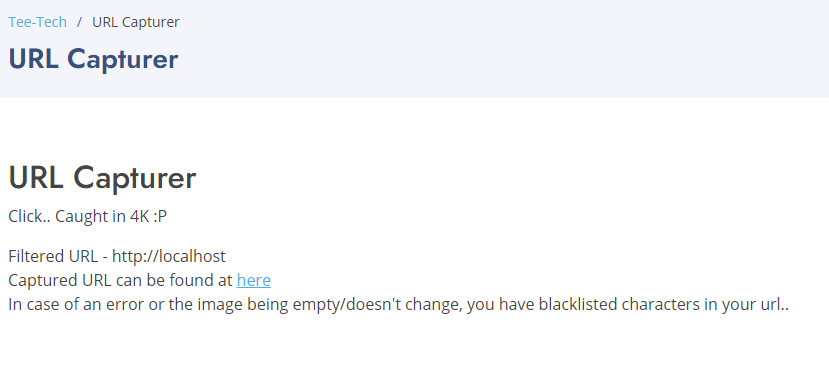 Tee-Tech / URL Capturer
URL Capturer
URL Capturer
Click.. Caught in 4K :P
Filtered URL - http://localhost
Captured URL can be found at here
In case of an error or the image being empty/doesn't change, you have blacklisted characters in your url..